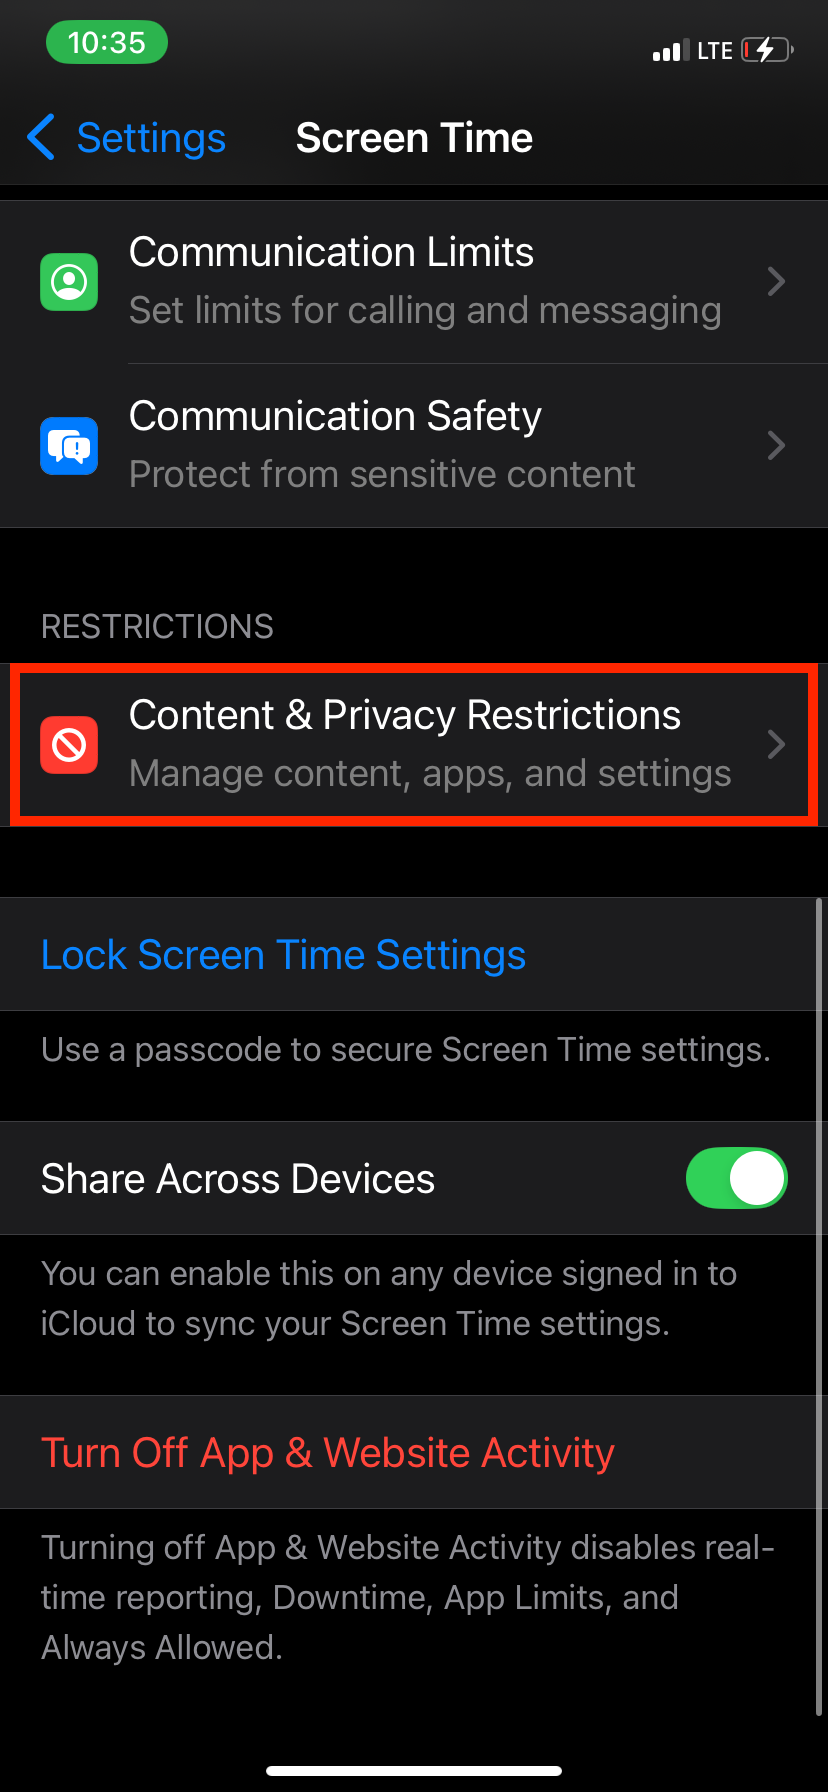 10:35
LTE
Settings
Screen Time
Communication Limits
Set limits for calling and messaging
Communication Safety
Protect from sensitive content
RESTRICTIONS
Content & Privacy Restrictions
Manage content, apps, and settings
Lock Screen Time Settings
Use a passcode to secure Screen Time settings.
Share Across Devices
You can enable this on any device signed in to
iCloud to sync your Screen Time settings.
Turn Off App & Website Activity
Turning off App & Website Activity disables real-
time reporting, Downtime, App Limits, and
Always Allowed.